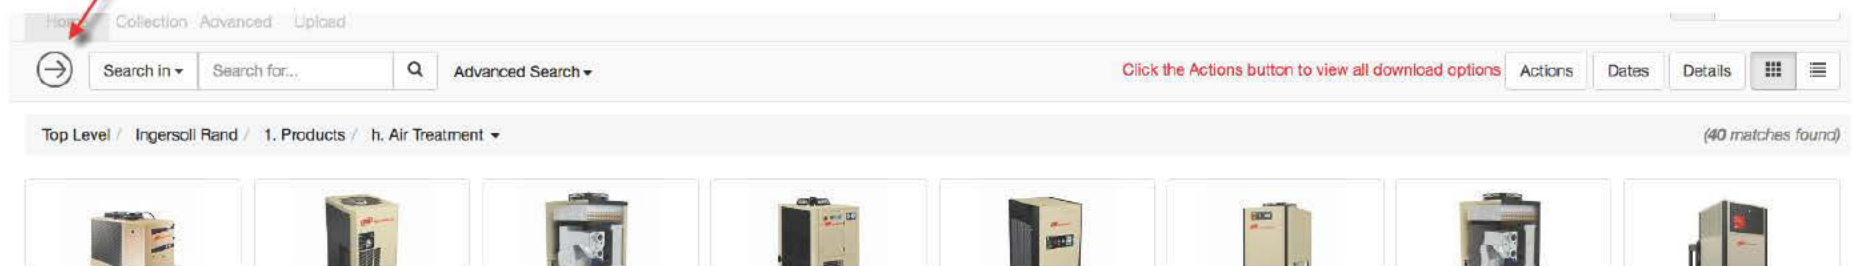 Home Collection Advanced Upload
Search in Search for... Advanced Search Click the Actions button to view all download options Actions Dates Details
Top Level / Ingersoll Rand / 1. Products / h. Air Treatment (40 matches found)